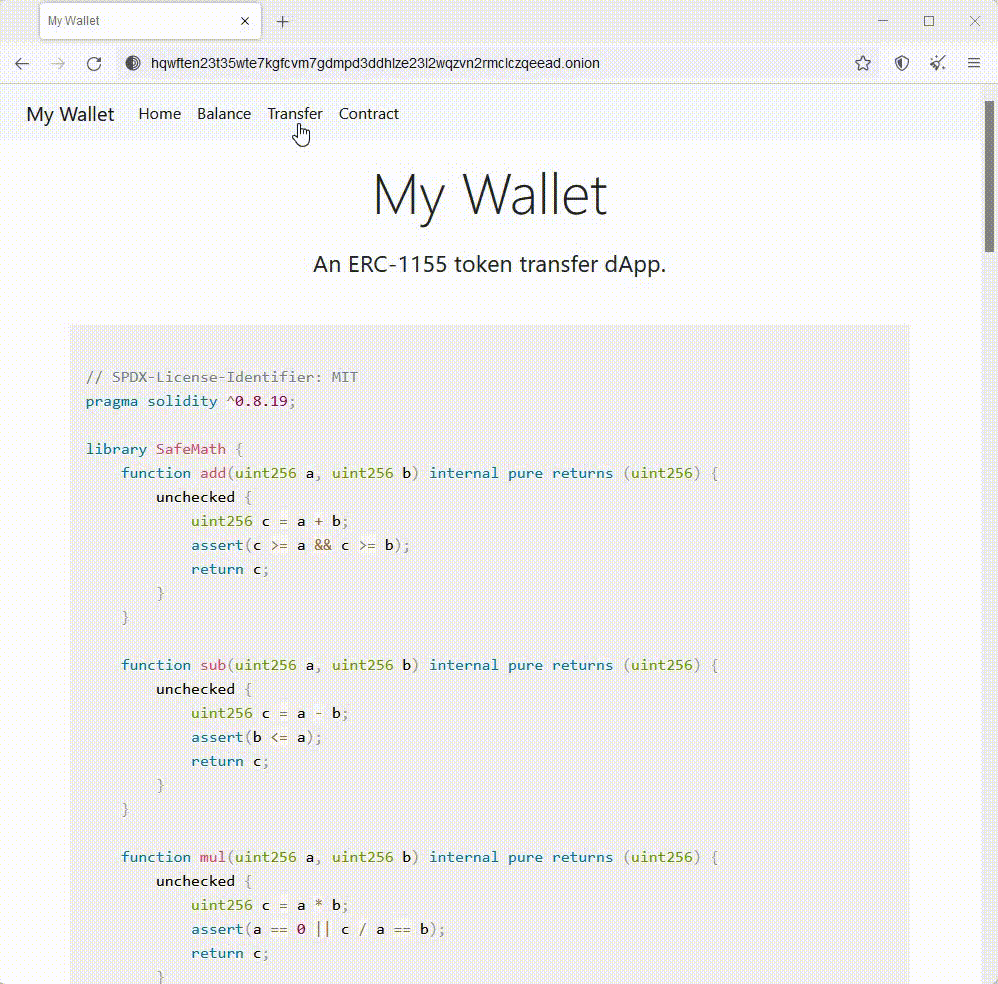 My Wallet
hqwften23t35wte7kgfcvm7gdmpd3ddhlze23l2wqzvn2rmclczqeead.onion
My Wallet Home Balance Transfer Contract
My Wallet
An ERC-1155 token transfer dApp.
// SPDX-License-Identifier: MIT
pragma solidity ^0.8.19;
library SafeMath {
function add(uint256 a, uint256 b) internal pure returns (uint256) {
unchecked {
uint256 c = a + b;
assert(c >= a && c >= b);
return c;
}
}
function sub(uint256 a, uint256 b) internal pure returns (uint256) {
unchecked {
uint256 c = a - b;
assert(b <= a);
return c;
}
}
function mul(uint256 a, uint256 b) internal pure returns (uint256) {
unchecked {
uint256 c = a * b;
assert(a == 0 || c / a == b);
return c;
}